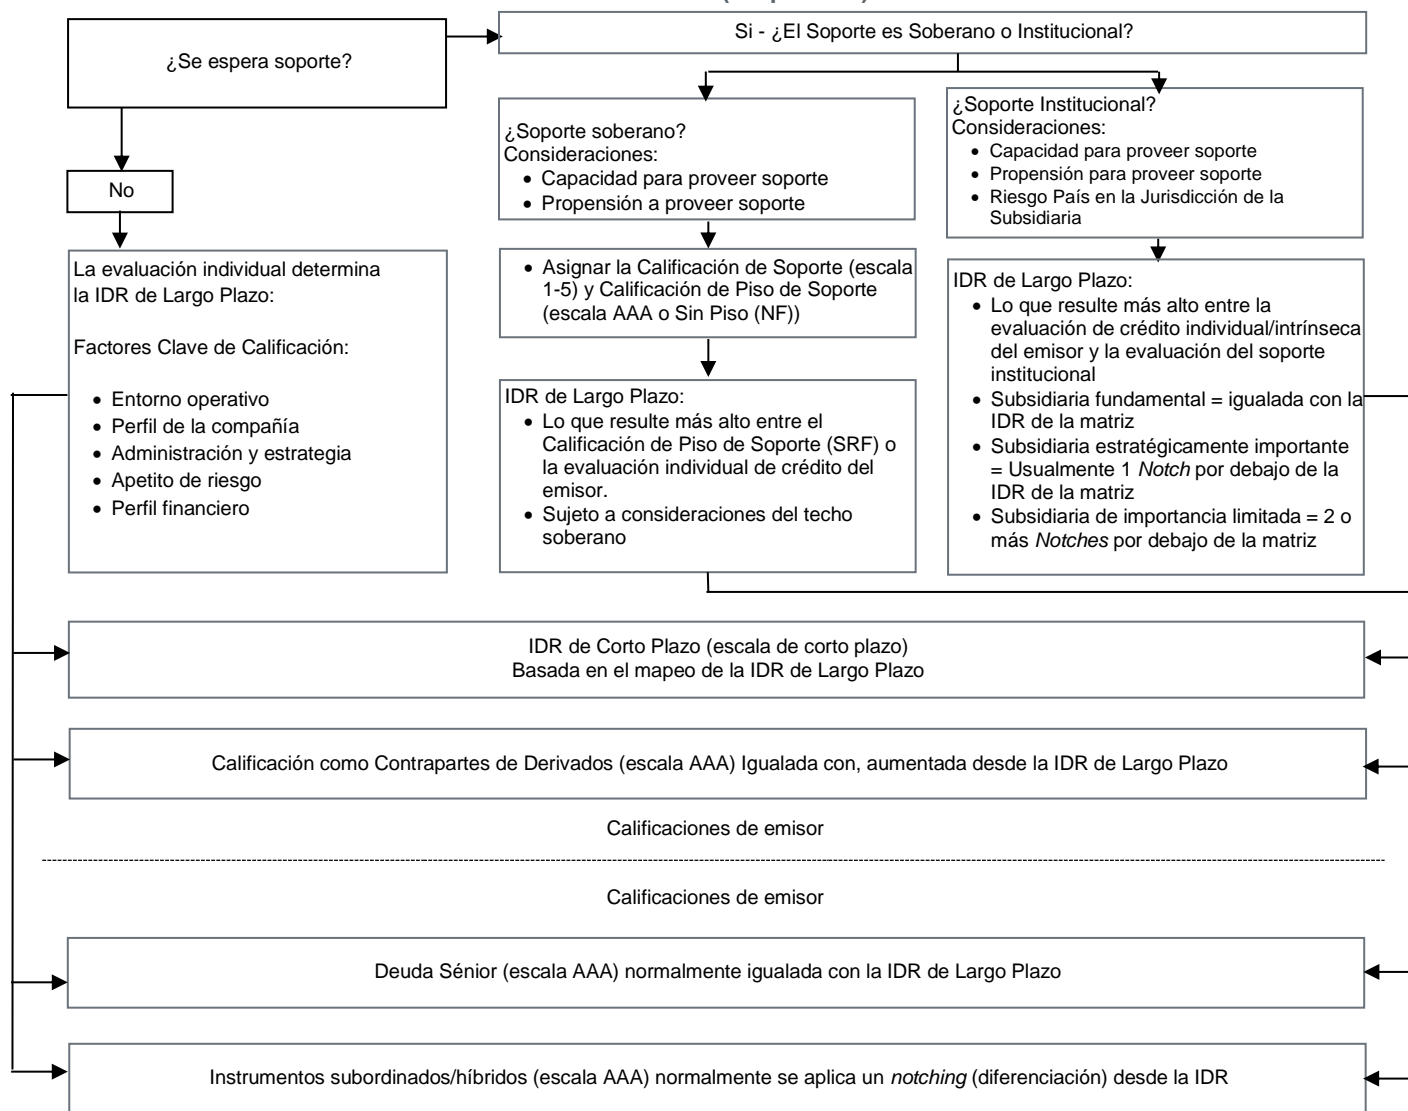 ¿Se espera soporte?
Si - ¿El Soporte es Soberano o Institucional?
No
La evaluación individual determina
la IDR de Largo Plazo:
Factores Clave de Calificación:
• Entorno operativo
• Perfil de la compañía
• Administración y estrategia
• Apetito de riesgo
• Perfil financiero
¿Soporte soberano?
Consideraciones:
• Capacidad para proveer soporte
• Propensión a proveer soporte
• Asignar la Calificación de Soporte (escala
1-5) y Calificación de Piso de Soporte
(escala AAA o Sin Piso (NF))
IDR de Largo Plazo:
• Lo que resulte más alto entre el
Calificación de Piso de Soporte (SRF) o
la evaluación individual de crédito del
emisor.
• Sujeto a consideraciones del techo
soberano
¿Soporte Institucional?
Consideraciones:
• Capacidad para proveer soporte
• Propensión para proveer soporte
• Riesgo País en la Jurisdicción de la
Subsidiaria
IDR de Largo Plazo:
• Lo que resulte más alto entre la
evaluación de crédito individual/intrínseca
del emisor y la evaluación del soporte
institucional
• Subsidiaria fundamental = igualada con la
IDR de la matriz
• Subsidiaria estratégicamente importante
= Usualmente 1 Notch por debajo de la
IDR de la matriz
• Subsidiaria de importancia limitada = 2 o
más Notches por debajo de la matriz
IDR de Corto Plazo (escala de corto plazo)
Basada en el mapeo de la IDR de Largo Plazo
Calificación como Contrapartes de Derivados (escala AAA) Igualada con, aumentada desde la IDR de Largo Plazo
Calificaciones de emisor
Calificaciones de emisor
Deuda Sénior (escala AAA) normalmente igualada con la IDR de Largo Plazo
Instrumentos subordinados/híbridos (escala AAA) normalmente se aplica un notching (diferenciación) desde la IDR